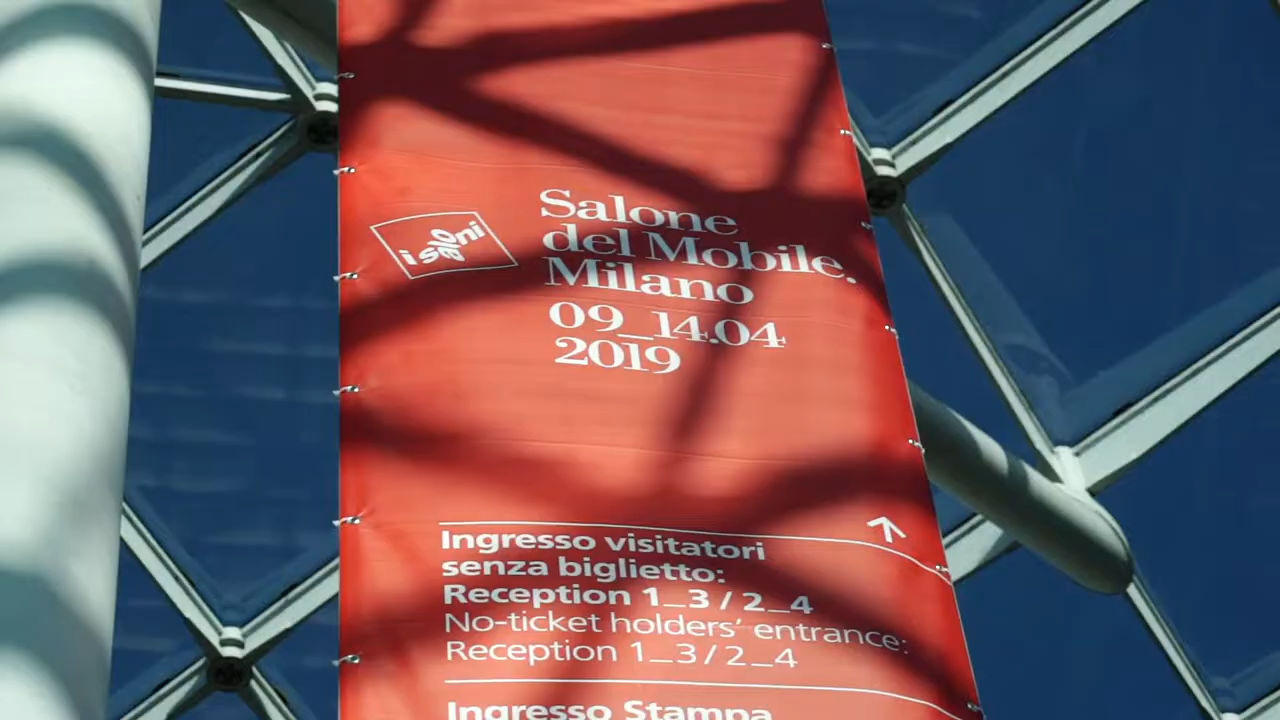 i saloni
Salone
del Mobile.
Milano
09_14.04
2019
Ingresso visitatori
senza biglietto:
Reception 1_3 / 2_4
No-ticket holders’ entrance:
Reception 1_3 / 2_4
Ingresso Stampa